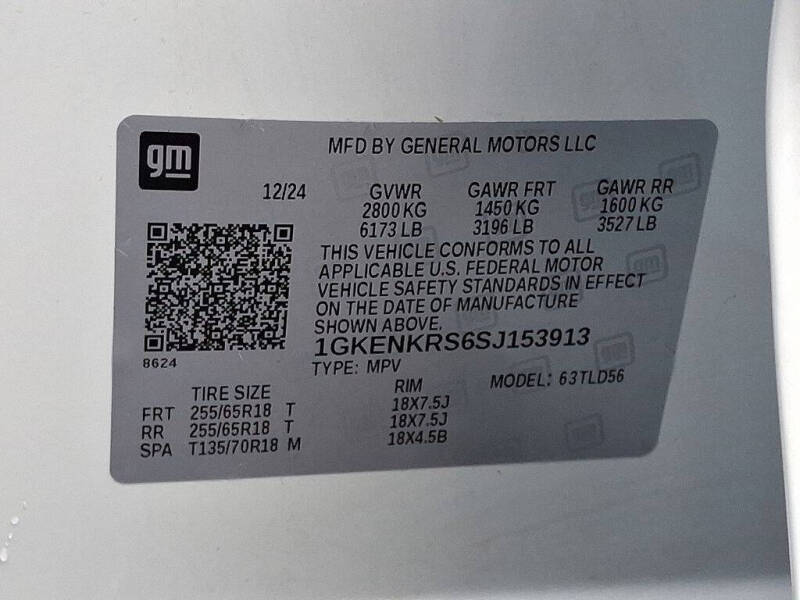 gm
MFD BY GENERAL MOTORS LLC
12/24 GVWR GAWR FRT GAWR RR
2800 KG 1450 KG 1600 KG
6173 LB 3196 LB 3527 LB
THIS VEHICLE CONFORMS TO ALL
APPLICABLE U.S. FEDERAL MOTOR
VEHICLE SAFETY STANDARDS IN EFFECT
ON THE DATE OF MANUFACTURE
SHOWN ABOVE.
1GKENKRS6SJ153913
8624
TYPE: MPV MODEL: 63TLD56
TIRE SIZE RIM
FRT 255/65R18 T 18X7.5J
RR 255/65R18 T 18X7.5J
SPA T135/70R18 M 18X4.5B